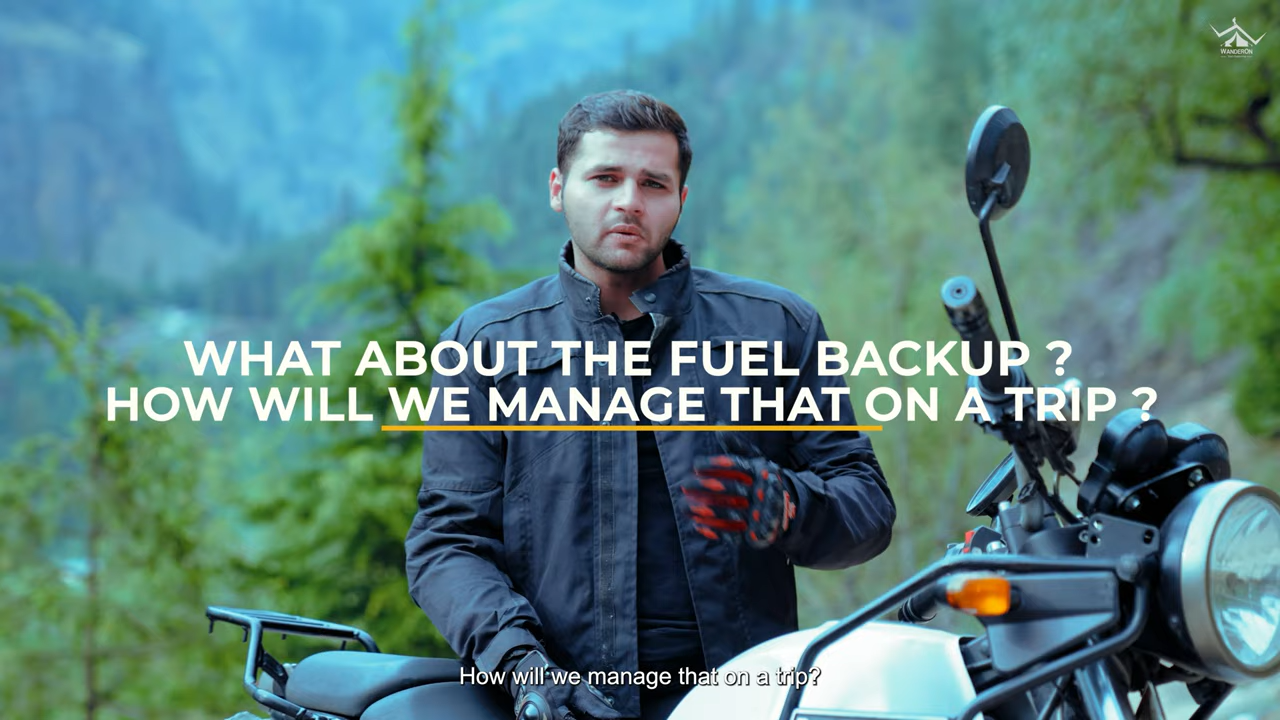 WANDERON
WHAT ABOUT THE FUEL BACKUP ?
HOW WILL WE MANAGE THAT ON A TRIP ?
How will we manage that on a trip?